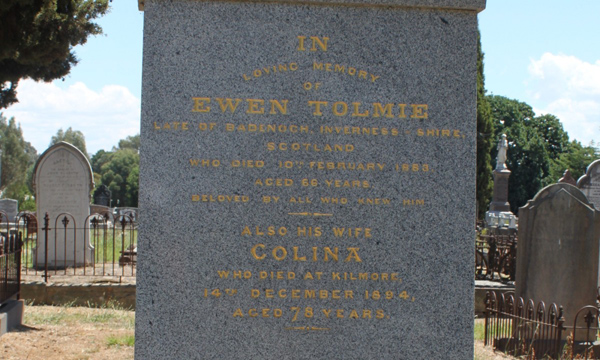 IN
LOVING MEMORY
OF
EWEN TOLMIE
LATE OF BADENOCH, INVERNESS SHIRE,
SCOTLAND
WHO DIED 10TH FEBRUARY
AGED YEARS.
BELOVED BY ALL WHO KNEW HIM
ALSO HIS WIFE
COLINA
WHO DIED AT KILMORE,
14TH DECEMBER 1894,
AGED 78 YEARS.